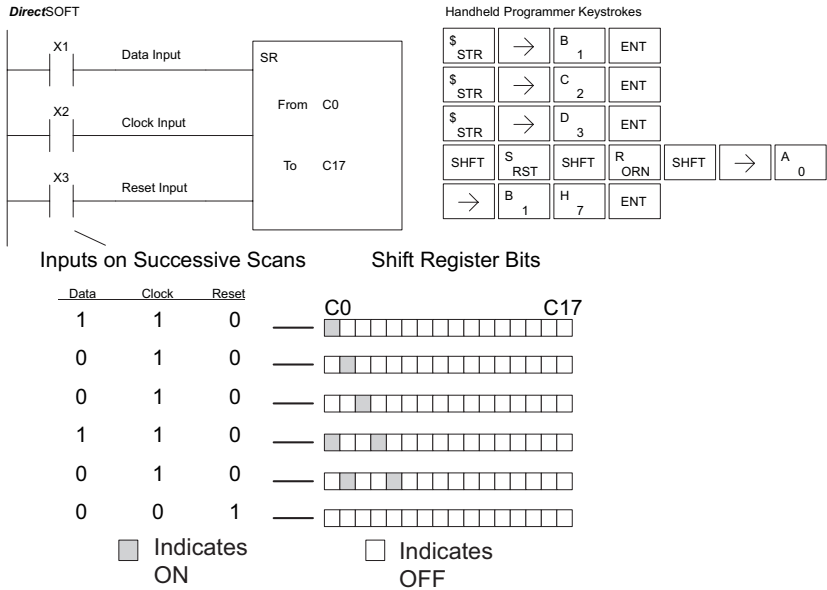 DirectSOFT
X1
Data Input
X2
Clock Input
X3
Reset Input
SR
From C0
To C17
Handheld Programmer Keystrokes
$ STR → B 1 ENT
$ STR → C 2 ENT
$ STR → D 3 ENT
SHFT S RST SHFT R ORN SHFT → A 0
→ B 1 H 7 ENT
Inputs on Successive Scans
Shift Register Bits
Data Clock Reset
C0 C17
1 1 0
0 1 0
0 1 0
1 1 0
0 1 0
0 0 1
Indicates
ON
Indicates
OFF